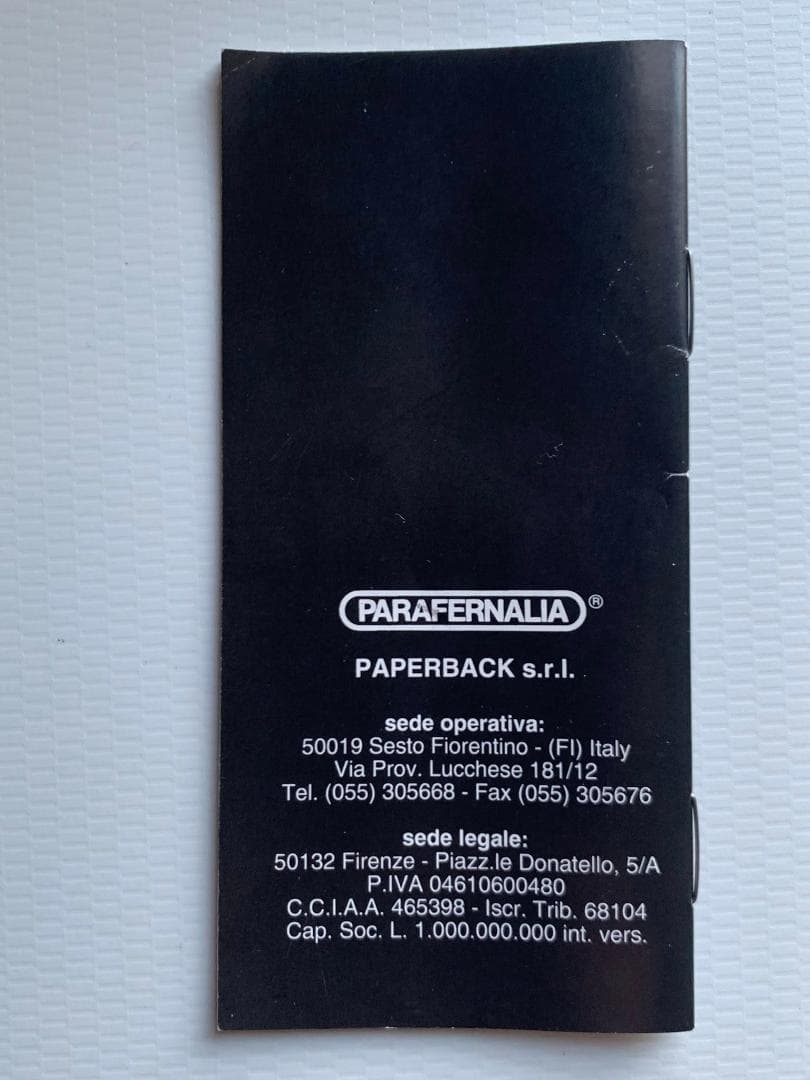 PARAFERNALIA®
PAPERBACK s.r.l.
sede operativa:
50019 Sesto Fiorentino - (FI) Italy
Via Prov. Lucchese 181/12
Tel. (055) 305668 - Fax (055) 305676
sede legale:
50132 Firenze - Piazz.le Donatello, 5/A
P.IVA 04610600480
C.C.I.A.A. 465398 - Iscr. Trib. 68104
Cap. Soc. L. 1.000.000.000 int. vers.